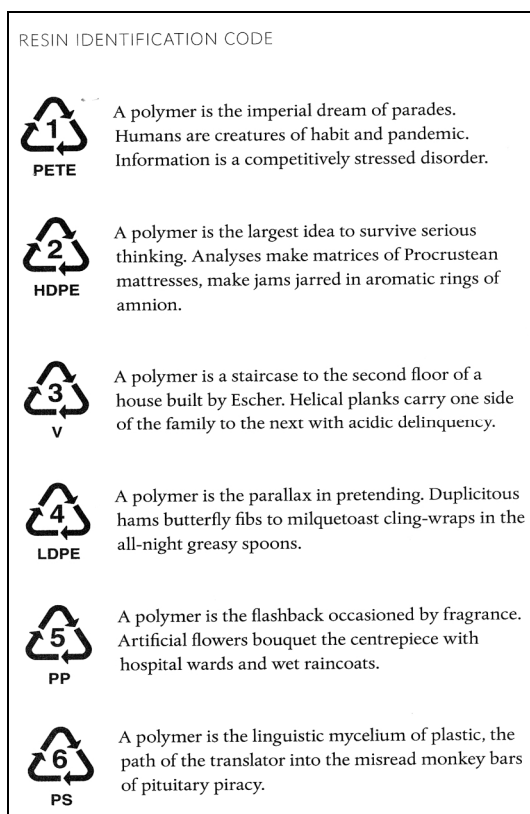 RESIN IDENTIFICATION CODE
1
PETE
A polymer is the imperial dream of parades.
Humans are creatures of habit and pandemic.
Information is a competitively stressed disorder.
2
HDPE
A polymer is the largest idea to survive serious
thinking. Analyses make matrices of Procrustean
mattresses, make jams jarred in aromatic rings of
amnion.
3
V
A polymer is a staircase to the second floor of a
house built by Escher. Helical planks carry one side
of the family to the next with acidic delinquency.
4
LDPE
A polymer is the parallax in pretending. Duplicitous
hams butterfly fibs to milquetoast cling-wraps in the
all-night greasy spoons.
5
PP
A polymer is the flashback occasioned by fragrance.
Artificial flowers bouquet the centrepiece with
hospital wards and wet raincoats.
6
PS
A polymer is the linguistic mycelium of plastic, the
path of the translator into the misread monkey bars
of pituitary piracy.